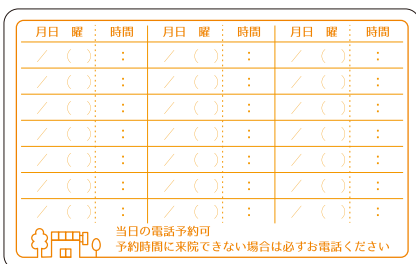 月日 曜 時間 月日 曜 時間 月日 曜 時間
／ （ ） ： ／ （ ） ： ／ （ ） ：
／ （ ） ： ／ （ ） ： ／ （ ） ：
／ （ ） ： ／ （ ） ： ／ （ ） ：
／ （ ） ： ／ （ ） ： ／ （ ） ：
／ （ ） ： ／ （ ） ： ／ （ ） ：
／ （ ） ： ／ （ ） ： ／ （ ） ：
／ （ ） ： ／ （ ） ： ／ （ ） ：
当日の電話予約可
予約時間に来院できない場合は必ずお電話ください